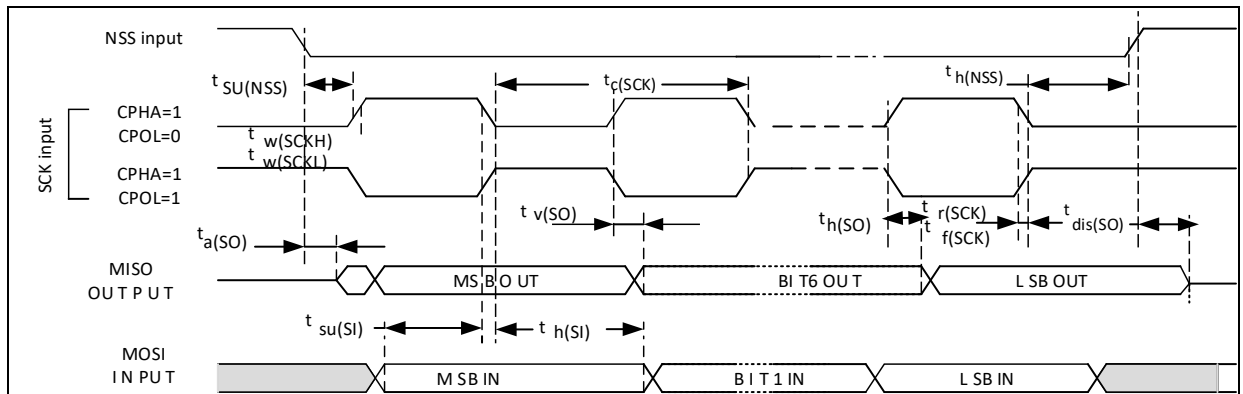 NSS input
t SU(NSS)
t c(SCK)
t h(NSS)
SCK input
CPHA=1
CPOL=0
t w(SCKH)
t w(SCKL)
CPHA=1
CPOL=1
t v(SO)
t h(SO)
t r(SCK)
t f(SCK)
t dis(SO)
t a(SO)
MISO
OUTPUT
MSB OUT
BIT6 OUT
LSB OUT
t su(SI)
t h(SI)
MOSI
INPUT
MSB IN
BIT1 IN
LSB IN